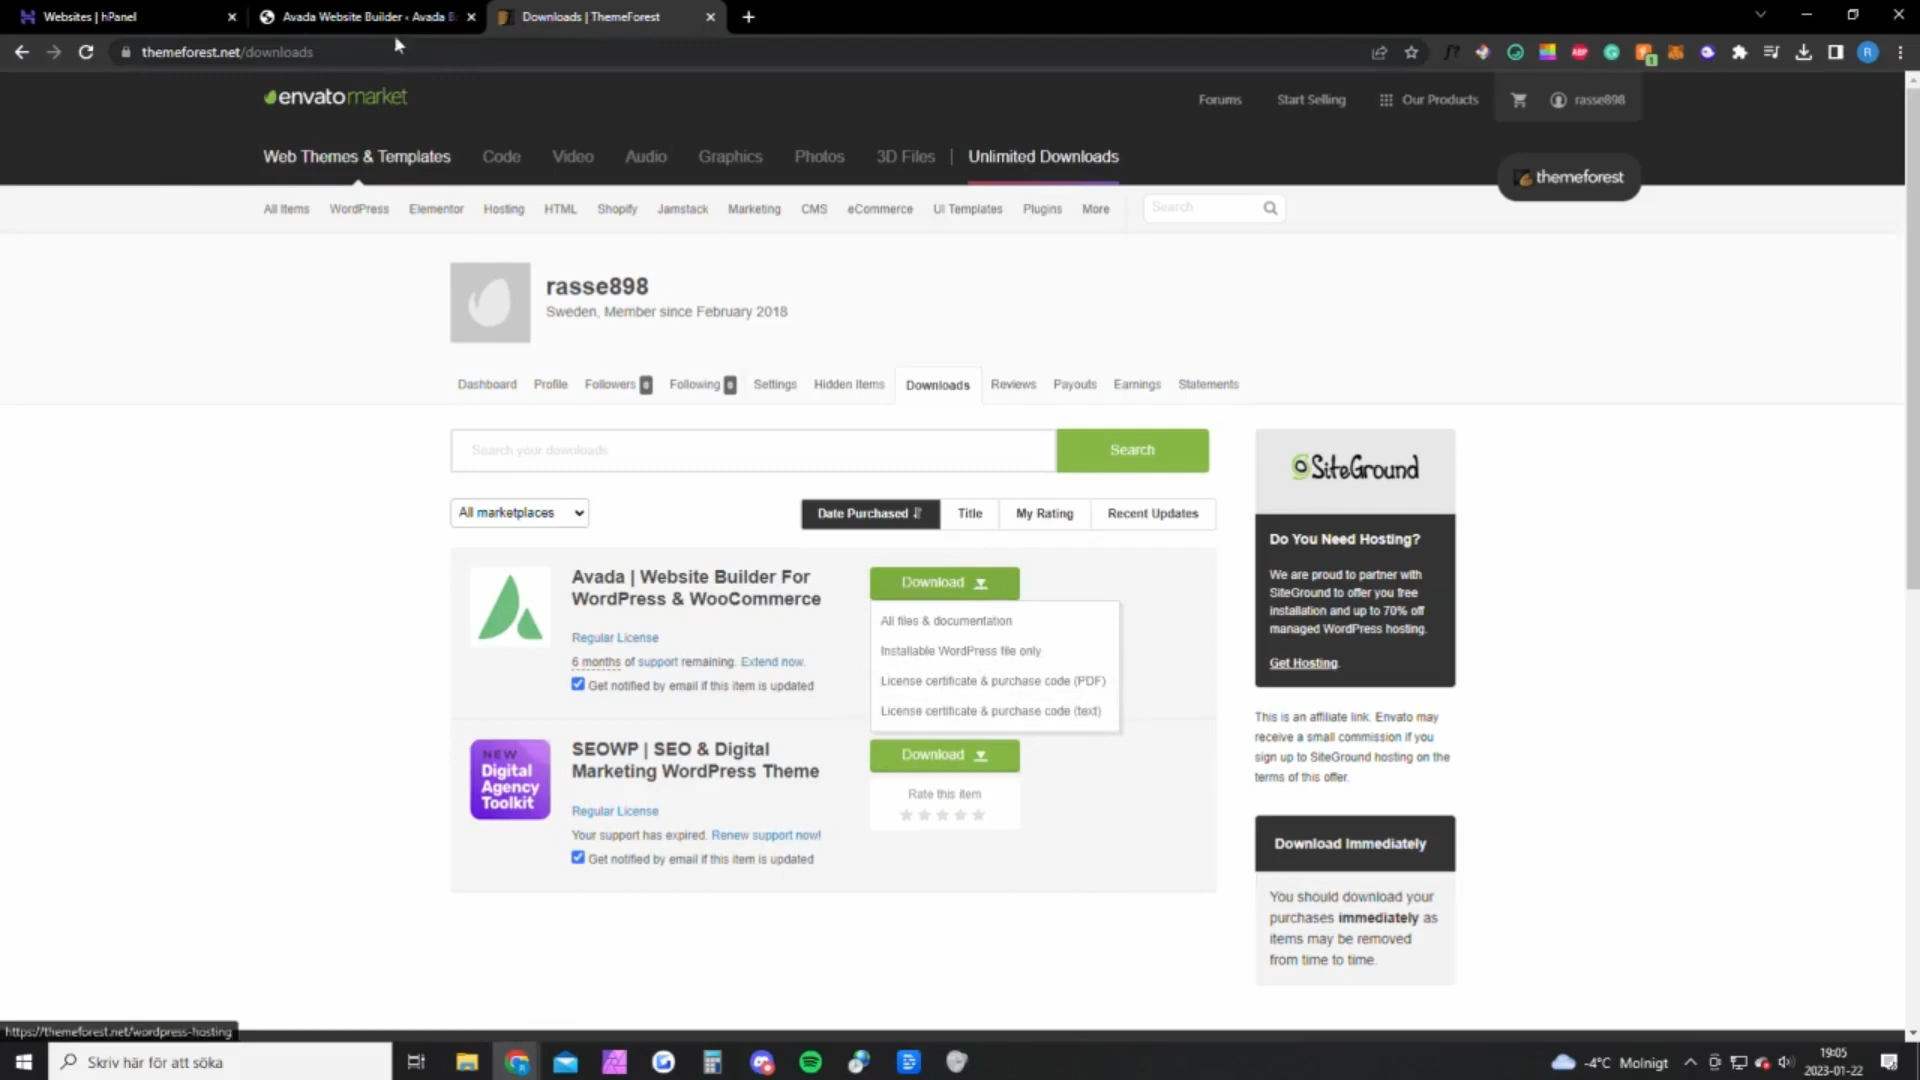 Websites | hPanel
Avada Website Builder ‹ Avada B
Downloads | ThemeForest
themeforest.net/downloads
envatomarket
Forums
Start Selling
Our Products
rasse898
Web Themes & Templates
Code
Video
Audio
Graphics
Photos
3D Files
Unlimited Downloads
themeforest
All Items
WordPress
Elementor
Hosting
HTML
Shopify
Jamstack
Marketing
CMS
eCommerce
UI Templates
Plugins
More
Search
rasse898
Sweden, Member since February 2018
Dashboard
Profile
Followers 0
Following 0
Settings
Hidden Items
Downloads
Reviews
Payouts
Earnings
Statements
Search your downloads
Search
All marketplaces
Date Purchased
Title
My Rating
Recent Updates
Avada | Website Builder For
WordPress & WooCommerce
Regular License
6 months of support remaining. Extend now.
Get notified by email if this item is updated
Download
All files & documentation
Installable WordPress file only
License certificate & purchase code (PDF)
License certificate & purchase code (text)
NEW
Digital
Agency
Toolkit
SEOWP | SEO & Digital
Marketing WordPress Theme
Regular License
Your support has expired. Renew support now!
Get notified by email if this item is updated
Download
Rate this item
SiteGround
Do You Need Hosting?
We are proud to partner with
SiteGround to offer you free
installation and up to 70% off
managed WordPress hosting.
Get Hosting.
This is an affiliate link. Envato may
receive a small commission if you
sign up to SiteGround hosting on the
terms of this offer.
Download Immediately
You should download your
purchases immediately as
items may be removed
from time to time.
https://themeforest.net/wordpress-hosting
Skriv här för att söka
-4°C Molnigt
19:05
2023-01-22